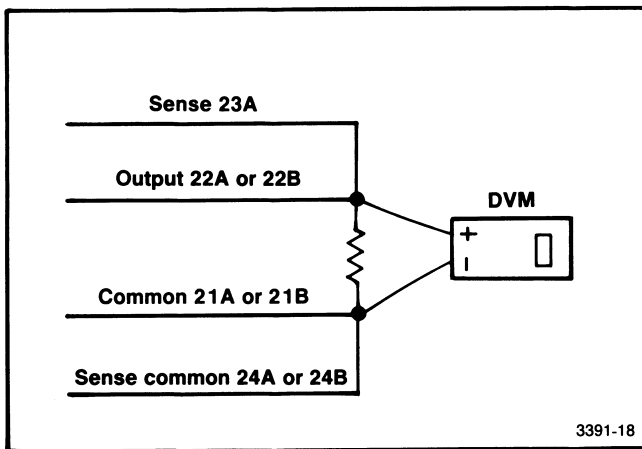 Sense 23A
Output 22A or 22B
DVM
+
−
Common 21A or 21B
Sense common 24A or 24B
3391-18